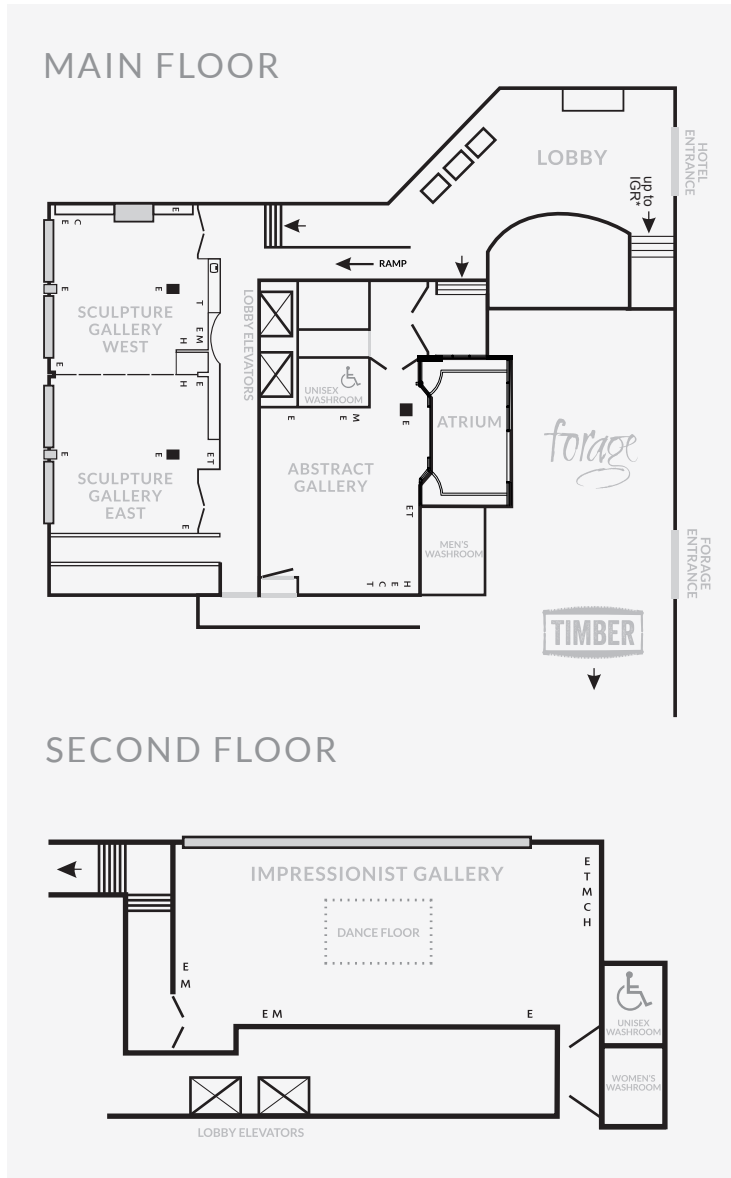 MAIN FLOOR
LOBBY
HOTEL
ENTRANCE
up to
IGR*
RAMP
E C
E
E
E
SCULPTURE
GALLERY
WEST
T
E M
H
E
H
E
LOBBY ELEVATORS
UNISEX
WASHROOM
E
E M
E
ATRIUM
forage
E
E
E T
SCULPTURE
GALLERY
EAST
E
ABSTRACT
GALLERY
E T
MEN'S
WASHROOM
T C E H
FORAGE
ENTRANCE
TIMBER
SECOND FLOOR
IMPRESSIONIST GALLERY
E
T
M
C
H
DANCE FLOOR
E
M
E M
E
UNISEX
WASHROOM
WOMEN'S
WASHROOM
LOBBY ELEVATORS